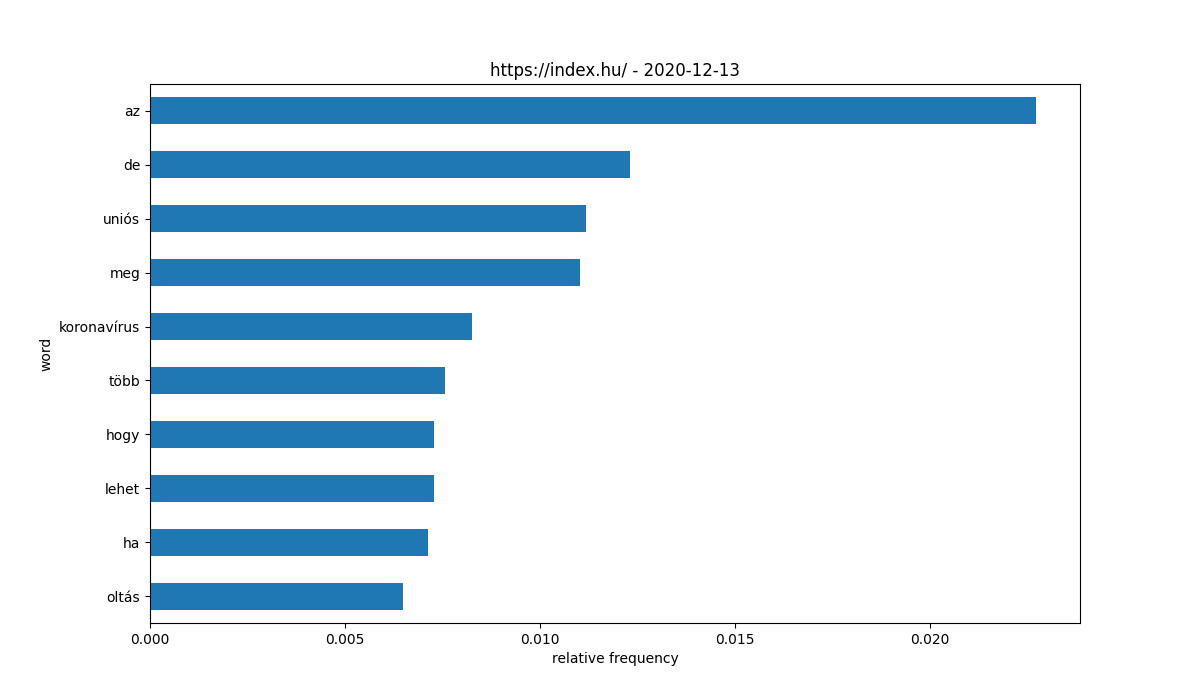 https://index.hu/ - 2020-12-13
az
de
uniós
meg
koronavírus
több
hogy
lehet
ha
oltás
word
0.000 0.005 0.010 0.015 0.020
relative frequency